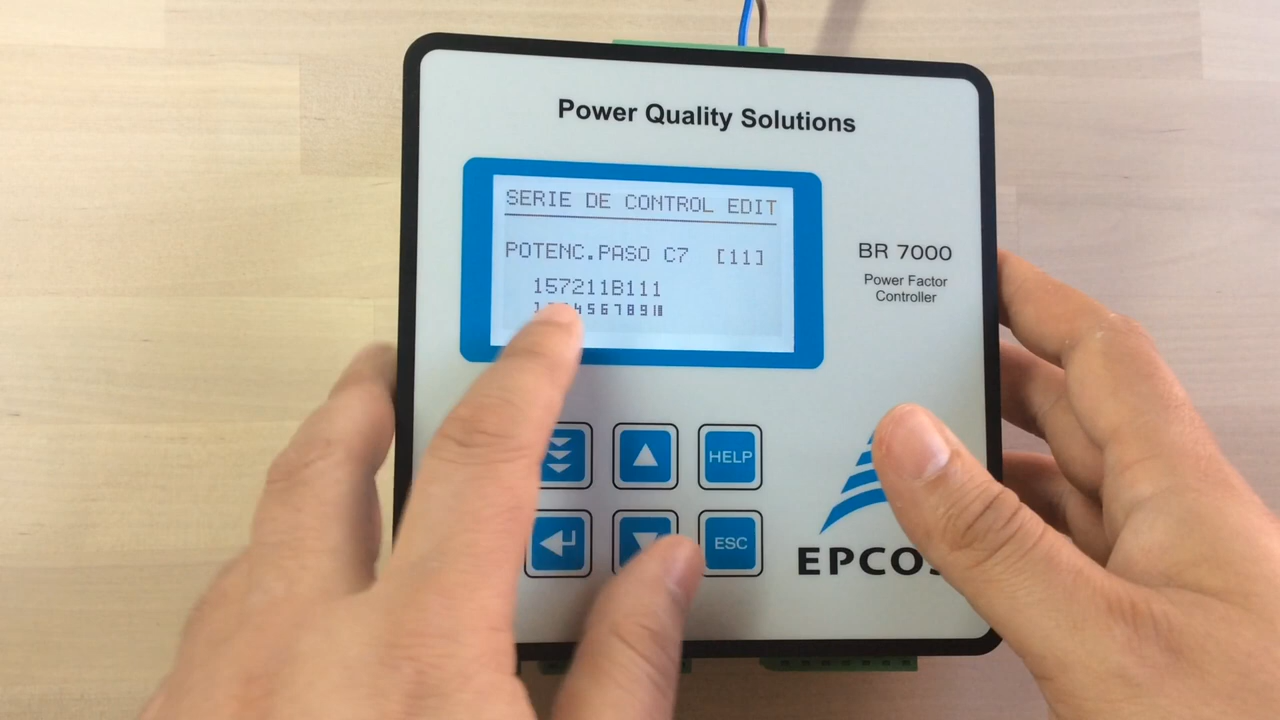 Power Quality Solutions
SERIE DE CONTROL EDIT
POTENC.PASO C7 [11]
157211B111
BR 7000
Power Factor
Controller
HELP
ESC